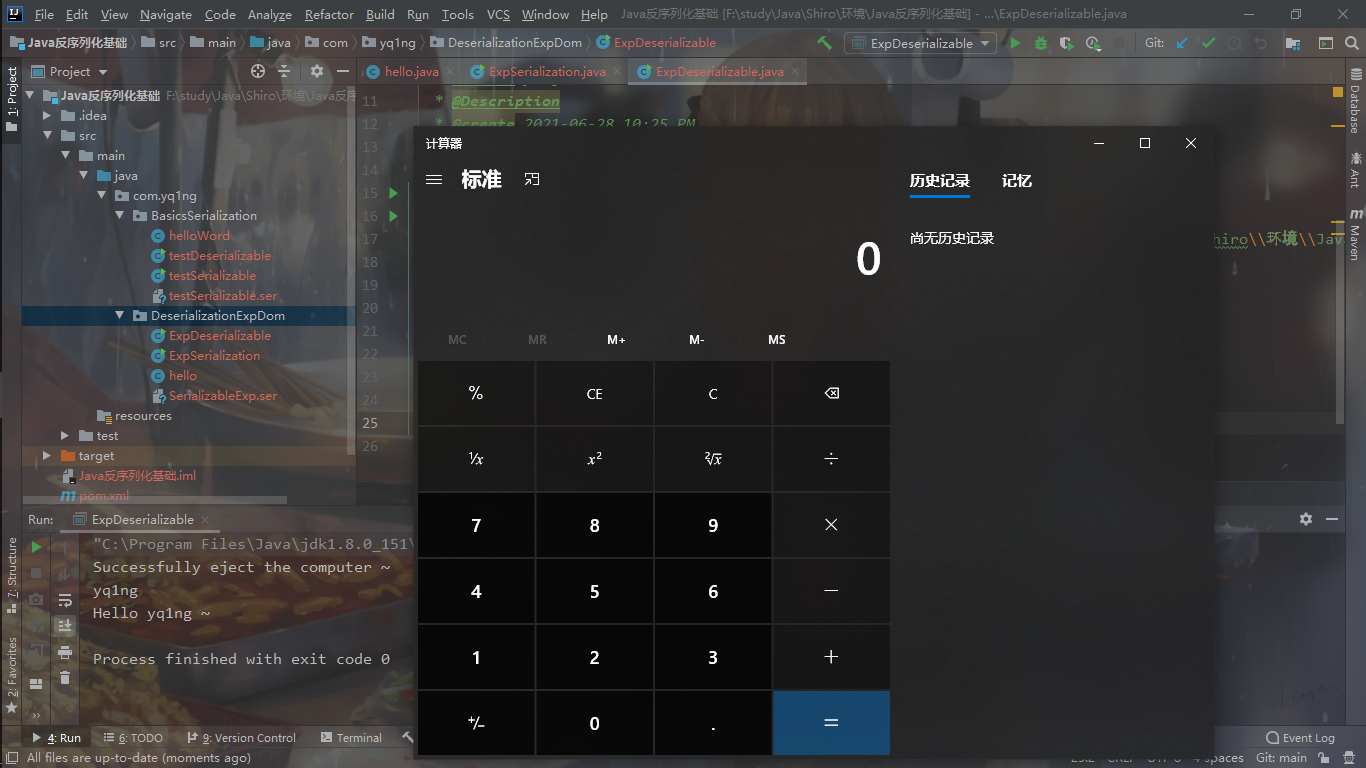 File Edit View Navigate Code Analyze Refactor Build Run Tools VCS Window Help Java反序列化基础 [F:\study\Java\Shiro\环境\Java反序列化基础] - ...\ExpDeserializable.java
Java反序列化基础 src main java com yq1ng DeserializationExpDom ExpDeserializable ExpDeserializable Git:
Project hello.java ExpSerialization.java ExpDeserializable.java
1: Project
Java反序列化基础 F:\study\Java\Shiro\环境\Java反序
.idea
src
main
java
com.yq1ng
BasicsSerialization
helloWord
testDeserializable
testSerializable
testSerializable.ser
DeserializationExpDom
ExpDeserializable
ExpSerialization
hello
SerializableExp.ser
resources
test
target
Java反序列化基础.iml
pom.xml
11 * @Description
12 * @create 2021-06-28 10:25 PM
13
14
15
16
17 hiro\\环境\\Jav
18
19
20
21
22
23
24
25
26
Database
Ant
Maven
计算器
标准
历史记录 记忆
尚无历史记录
0
MC MR M+ M- MS
% CE C
¹⁄x x² ²√x ÷
7 8 9 ×
4 5 6 −
1 2 3 +
+/− 0 . =
Run: ExpDeserializable
7: Structure
2: Favorites
"C:\Program Files\Java\jdk1.8.0_151\
Successfully eject the computer ~
yq1ng
Hello yq1ng ~
Process finished with exit code 0
4: Run 6: TODO 9: Version Control Terminal Event Log
All files are up-to-date (moments ago) 4 spaces Git: main